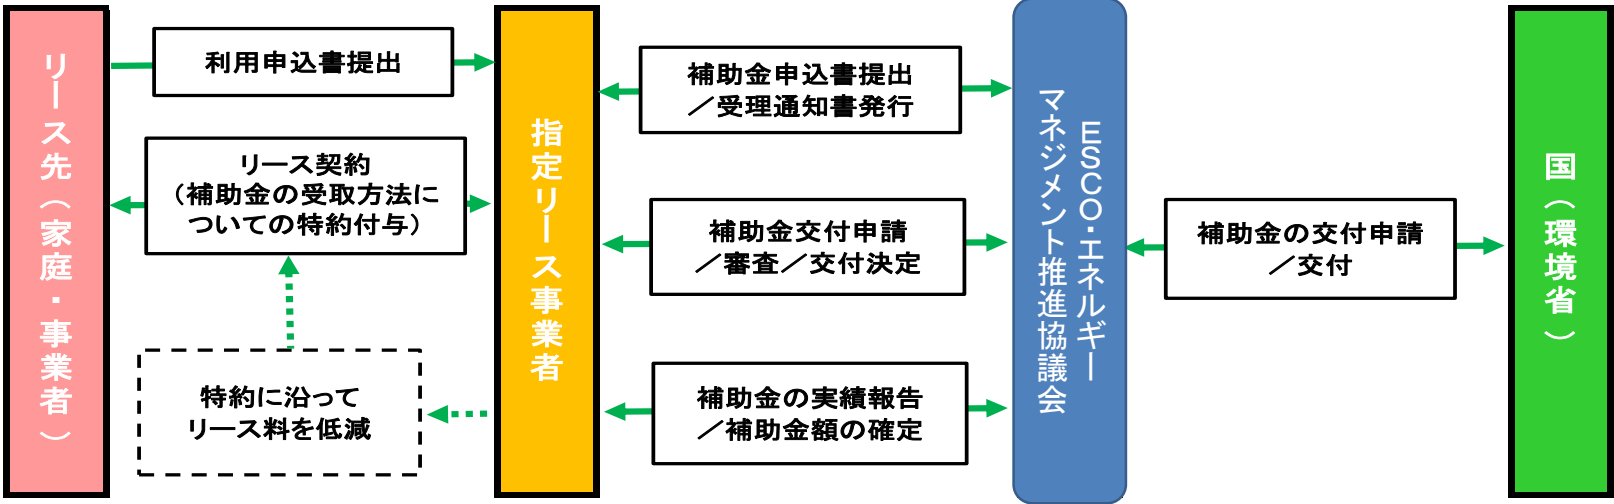 リース先（家庭・事業者）
利用申込書提出
リース契約
（補助金の受取方法に
ついての特約付与）
特約に沿って
リース料を低減
指定リース事業者
補助金申込書提出
／受理通知書発行
補助金交付申請
／審査／交付決定
補助金の実績報告
／補助金額の確定
ESCO・エネルギー
マネジメント推進協議会
補助金の交付申請
／交付
国（環境省）